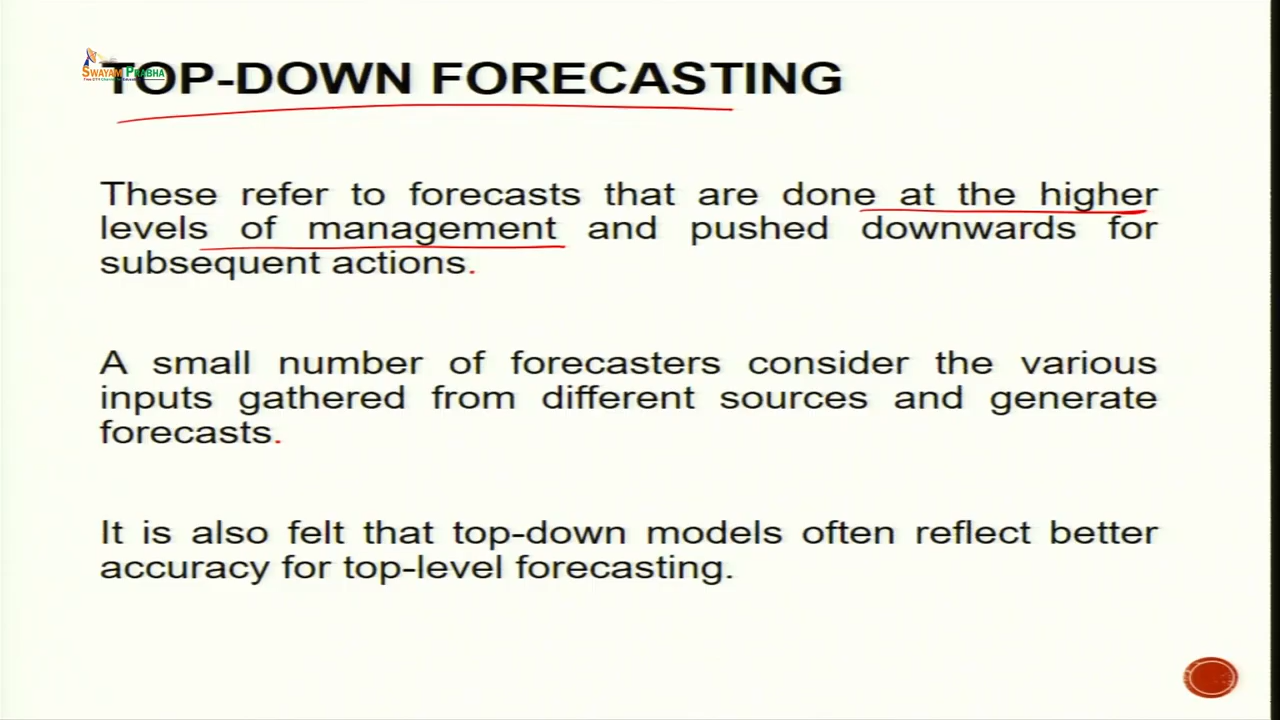 SWAYAM PRABHA
TOP-DOWN FORECASTING
These refer to forecasts that are done at the higher
levels of management and pushed downwards for
subsequent actions.
A small number of forecasters consider the various
inputs gathered from different sources and generate
forecasts.
It is also felt that top-down models often reflect better
accuracy for top-level forecasting.